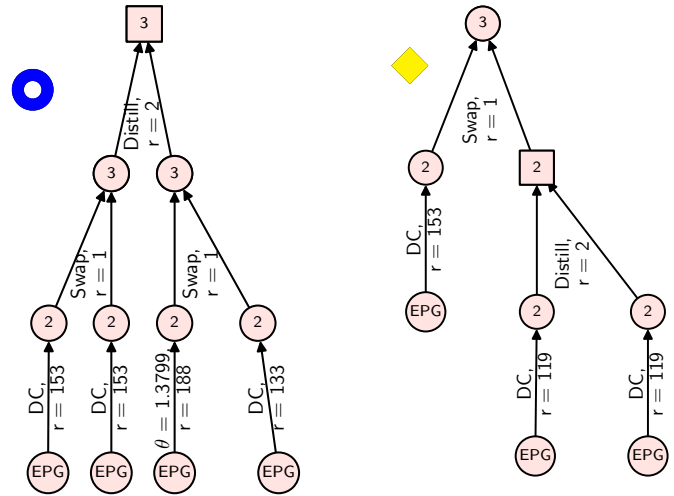 3
3
Distill,
r = 2
Swap,
r = 1
2
2
3
3
DC,
r = 153
Swap,
r = 1
Swap,
r = 1
Distill,
r = 2
2
2
2
2
EPG
2
2
DC,
r = 153
DC,
r = 153
θ = 1.3799,
r = 188
DC,
r = 133
DC,
r = 119
DC,
r = 119
EPG
EPG
EPG
EPG
EPG
EPG